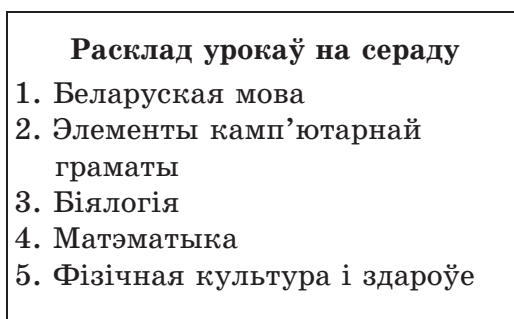 Расклад урокаў на сераду
1. Беларуская мова
2. Элементы камп’ютарнай
граматы
3. Біялогія
4. Матэматыка
5. Фізічная культура і здароўе